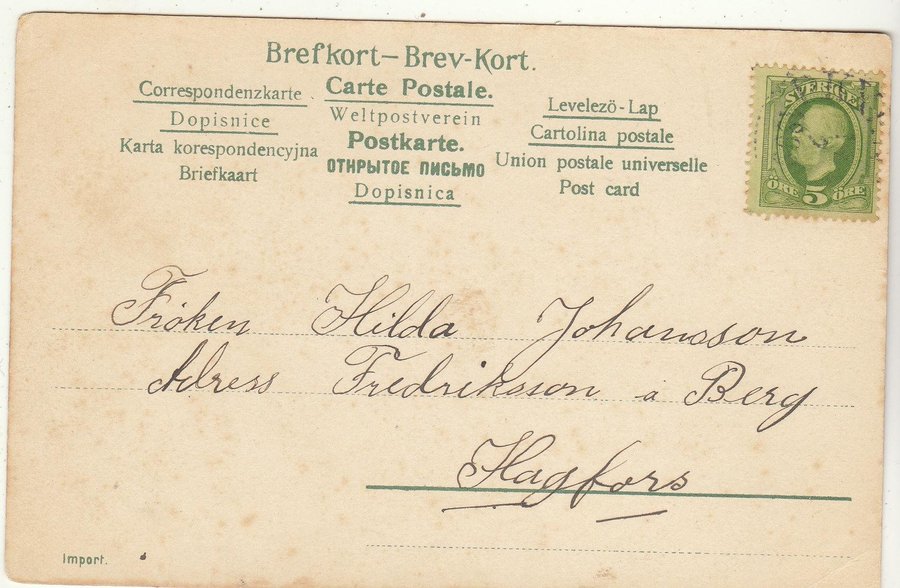 Brefkort–Brev-Kort.
Correspondenzkarte
Dopisnice
Karta korespondencyjna
Briefkaart
Carte Postale.
Weltpostverein
Postkarte.
ОТКРЫТОЕ ПИСЬМО
Dopisnica
Levelezö-Lap
Cartolina postale
Union postale universelle
Post card
SVERIGE
ÖRE 5 ÖRE
Fröken Hilda Johansson
Adress Fredriksson å Berg
Hagfors
Import.